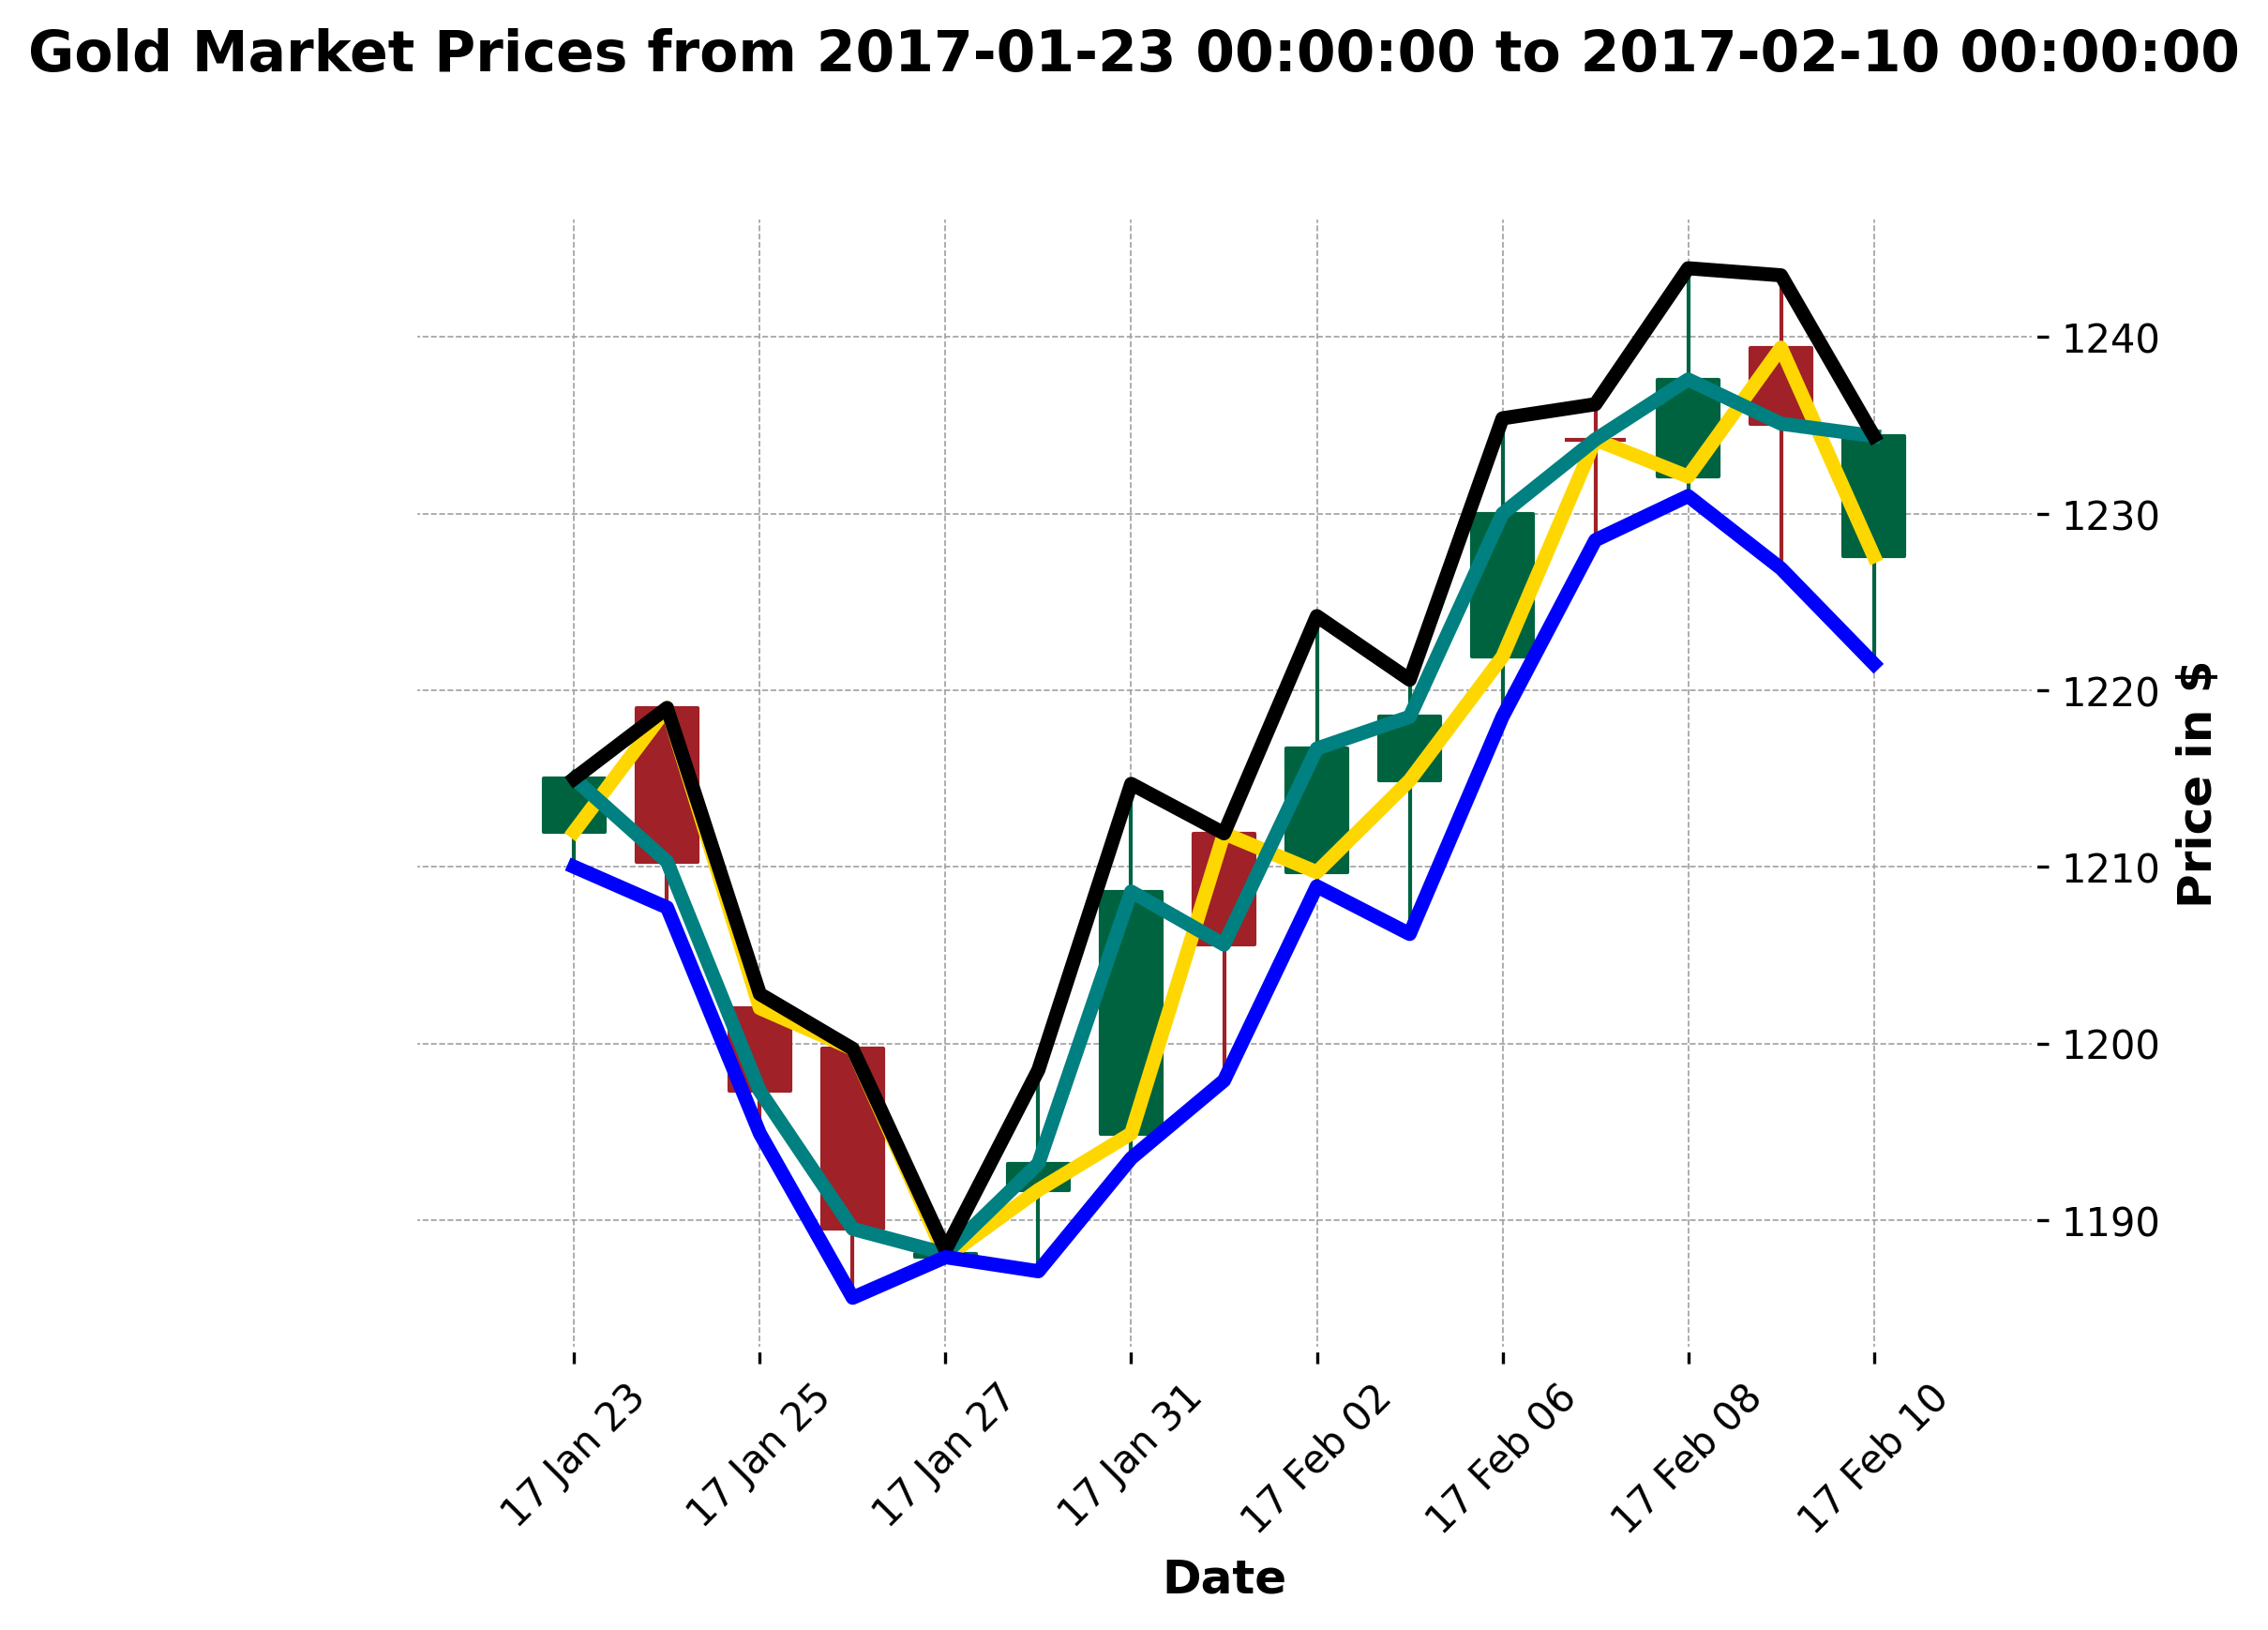 Gold Market Prices from 2017-01-23 00:00:00 to 2017-02-10 00:00:00
1240
1230
1220
1210
1200
1190
Price in $
17 Jan 23
17 Jan 25
17 Jan 27
17 Jan 31
17 Feb 02
17 Feb 06
17 Feb 08
17 Feb 10
Date